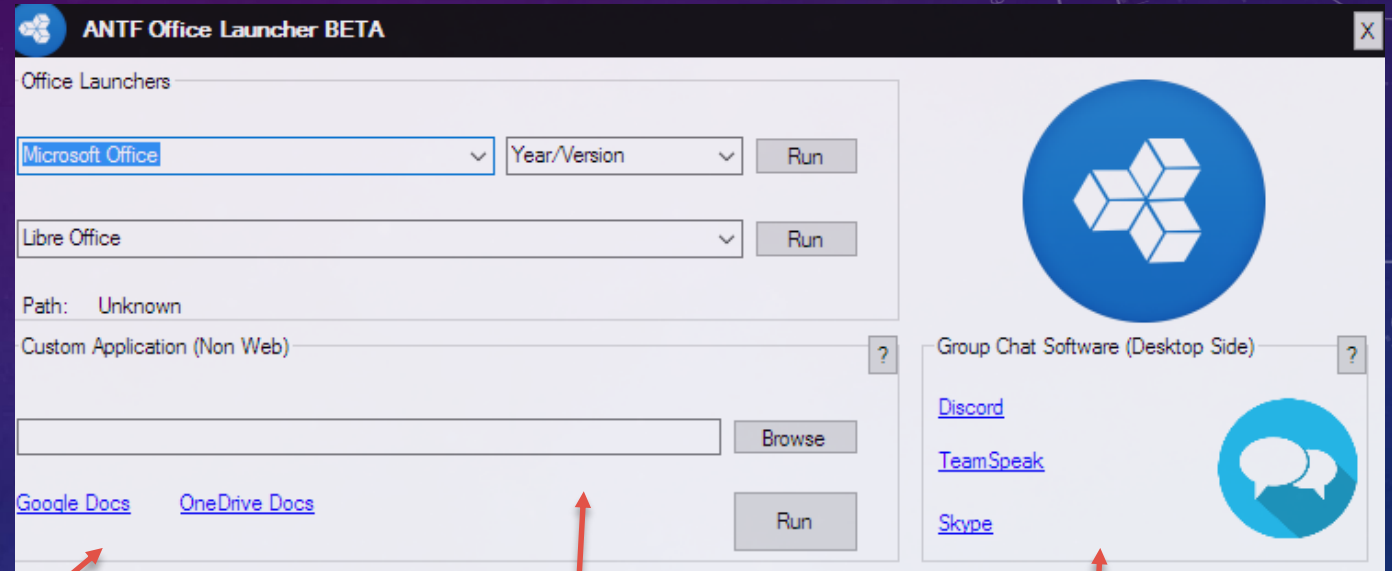 ANTF Office Launcher BETA
X
Office Launchers
Microsoft Office
Year/Version
Run
Libre Office
Run
Path: Unknown
Custom Application (Non Web)
?
Browse
Google Docs
OneDrive Docs
Run
Group Chat Software (Desktop Side)
?
Discord
TeamSpeak
Skype